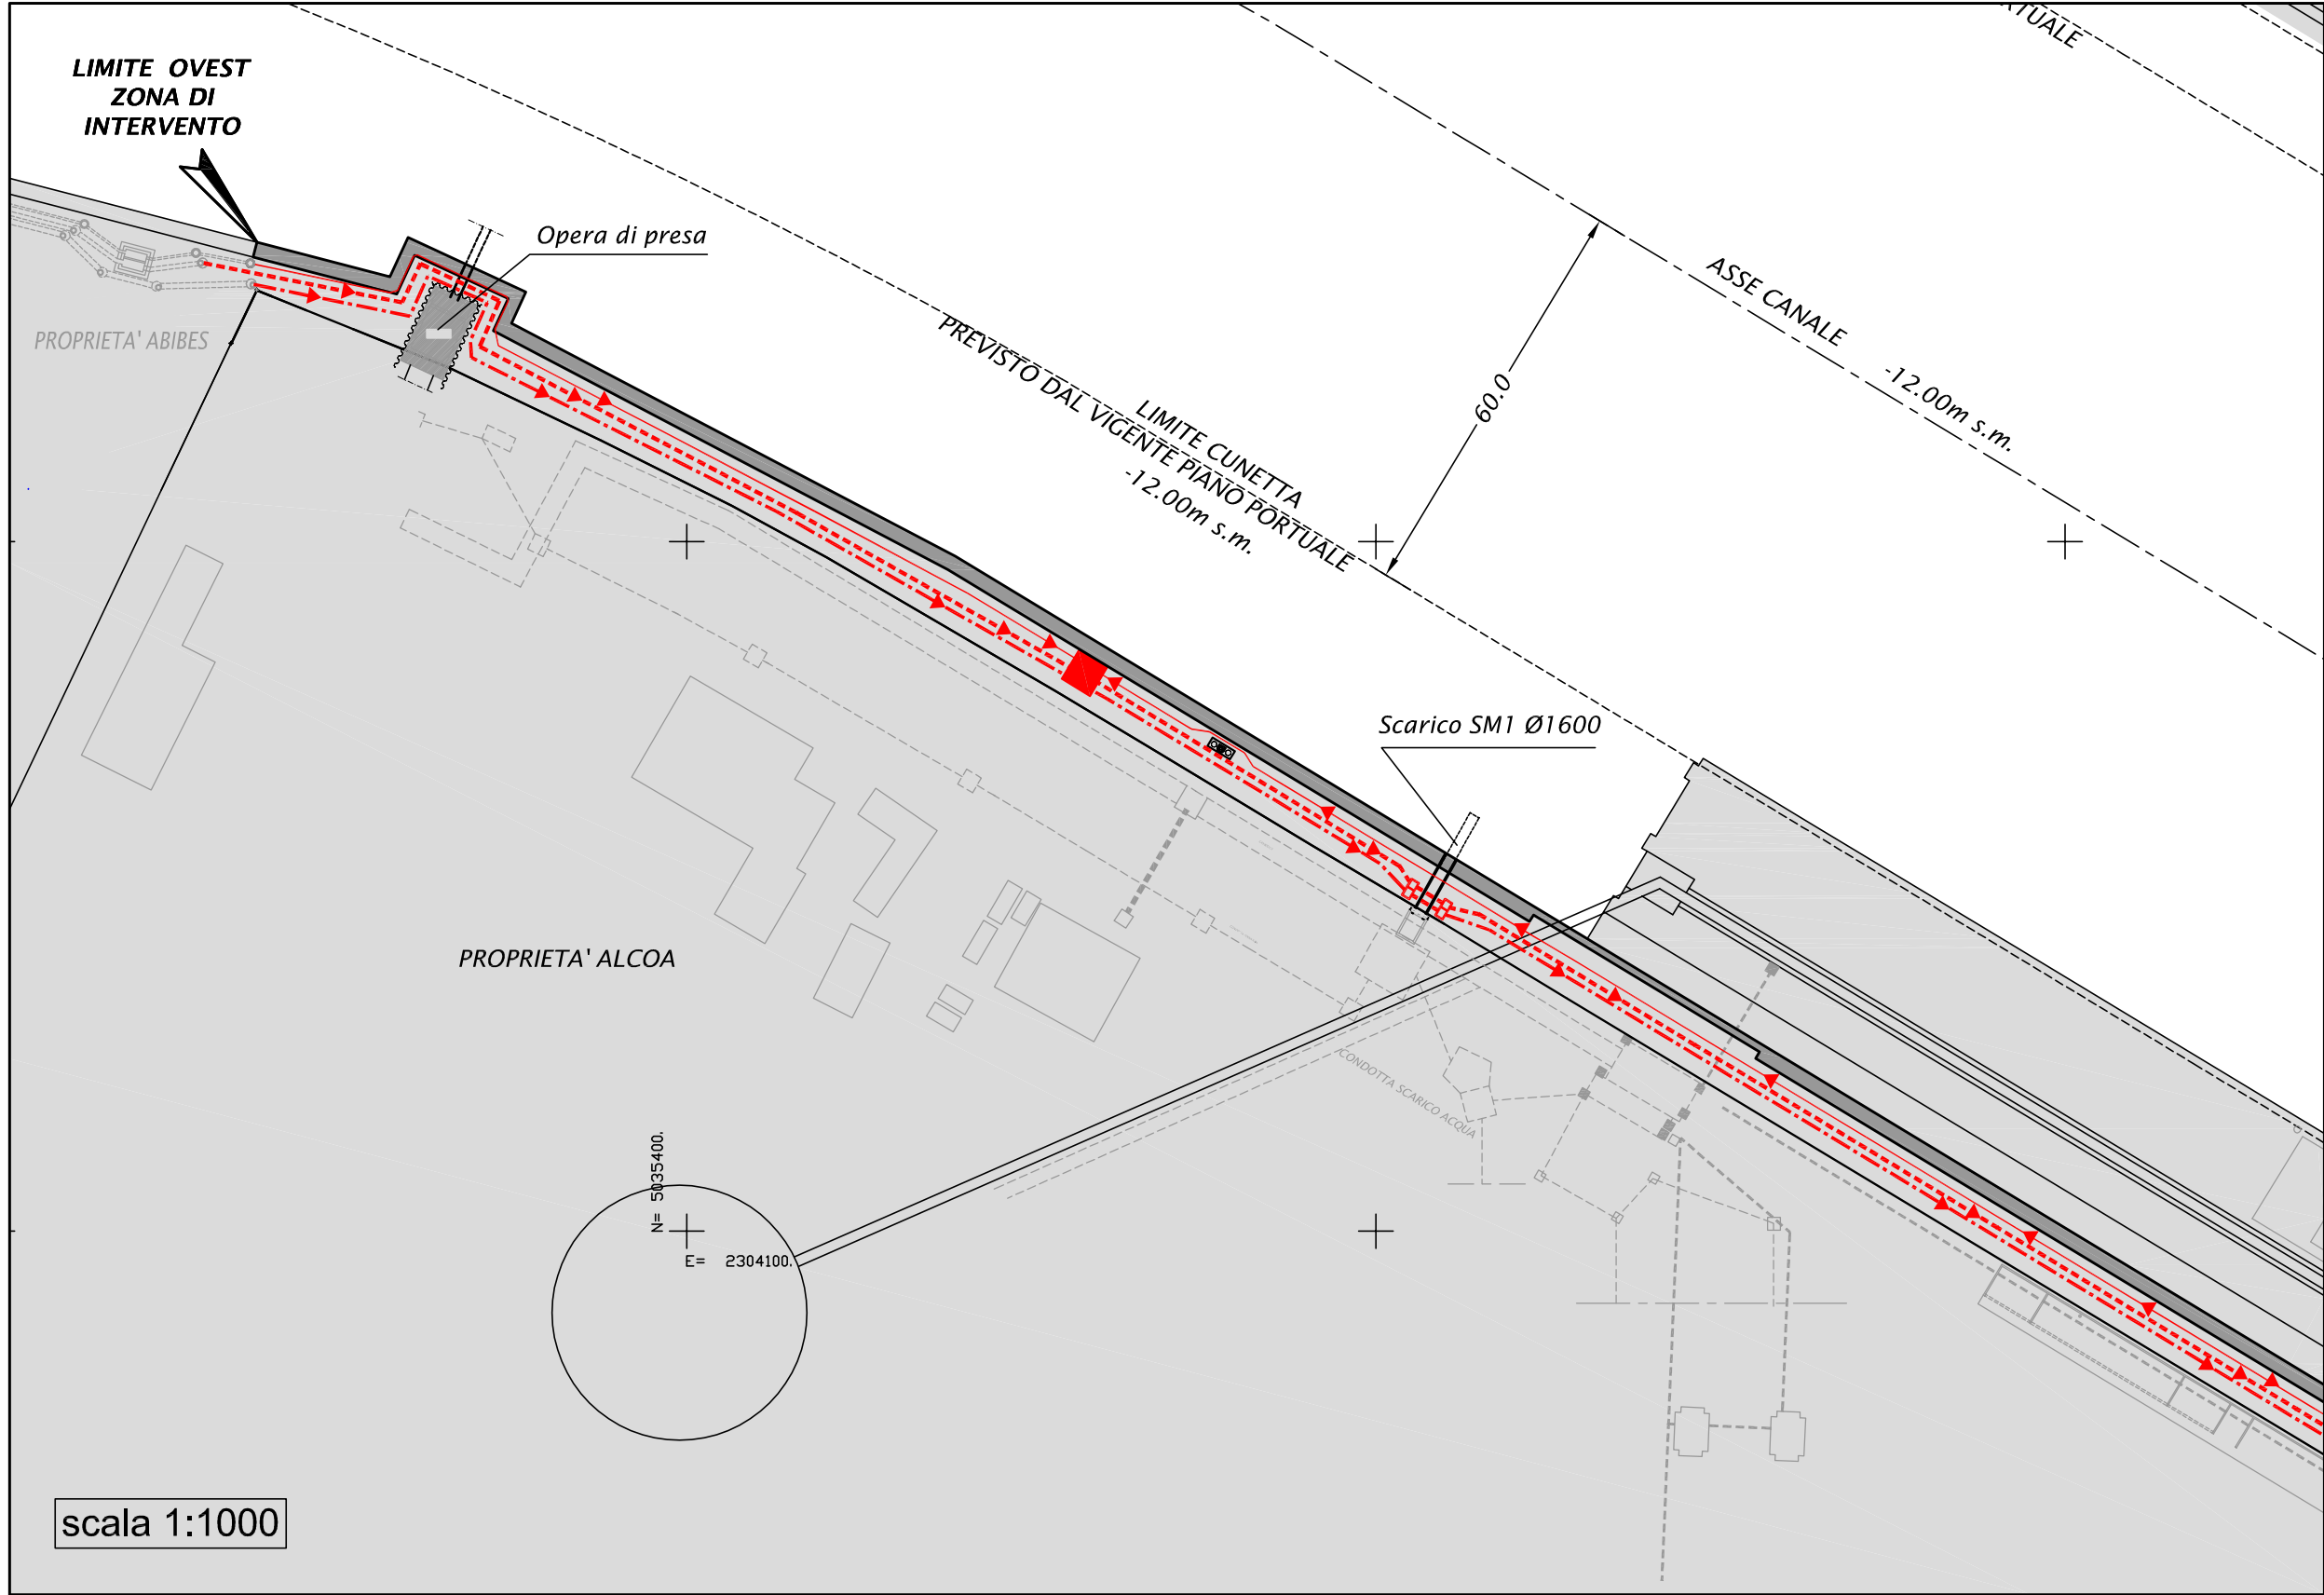 RTUALE
LIMITE OVEST
ZONA DI
INTERVENTO
Opera di presa
PROPRIETA' ABIBES
ASSE CANALE
-12.00m s.m.
60.0
LIMITE CUNETTA
PREVISTO DAL VIGENTE PIANO PORTUALE
-12.00m s.m.
Scarico SM1 Ø1600
PROPRIETA' ALCOA
CONDOTTA SCARICO ACQUA
N= 5035400.
E= 2304100.
scala 1:1000